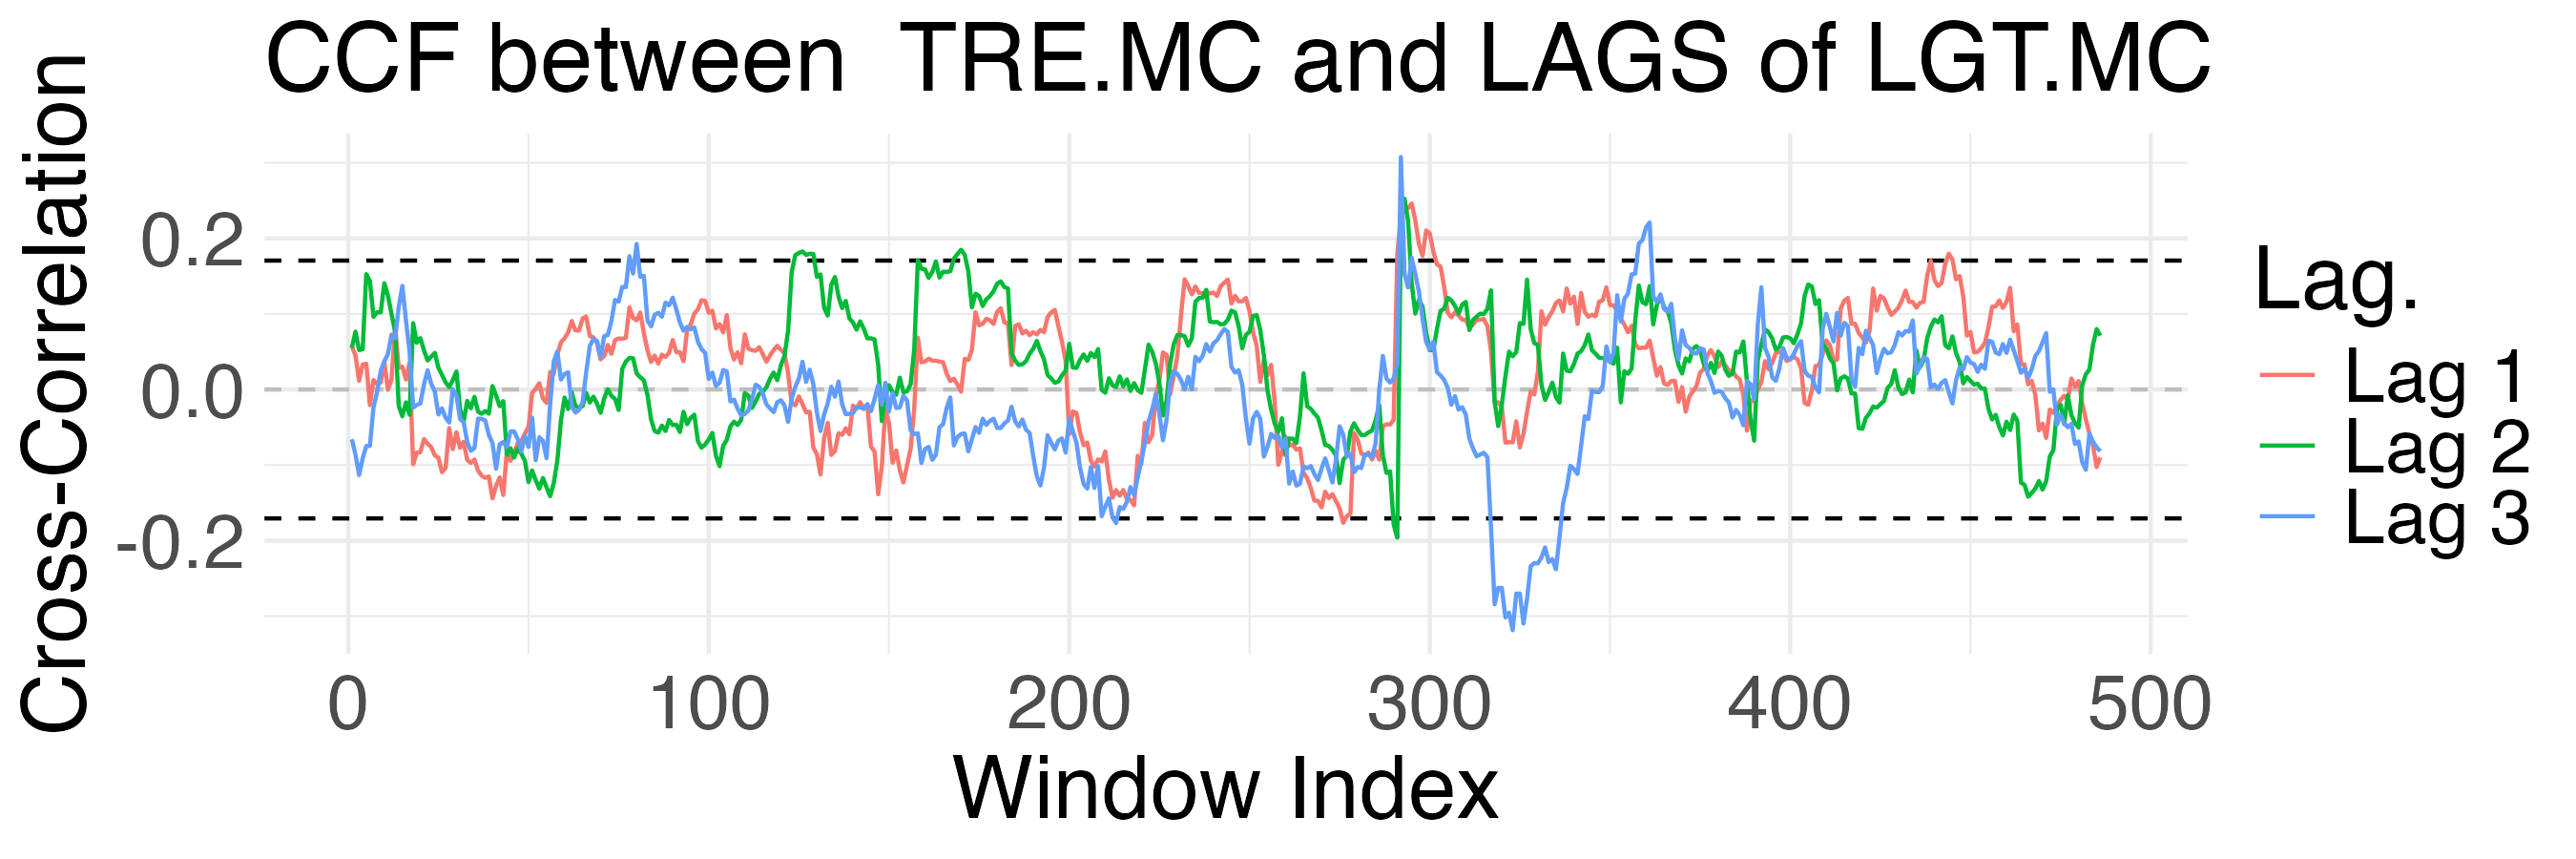 CCF between  TRE.MC and LAGS of LGT.MC
Cross-Correlation
0.2
0.0
-0.2
0 100 200 300 400 500
Window Index
Lag.
Lag 1
Lag 2
Lag 3